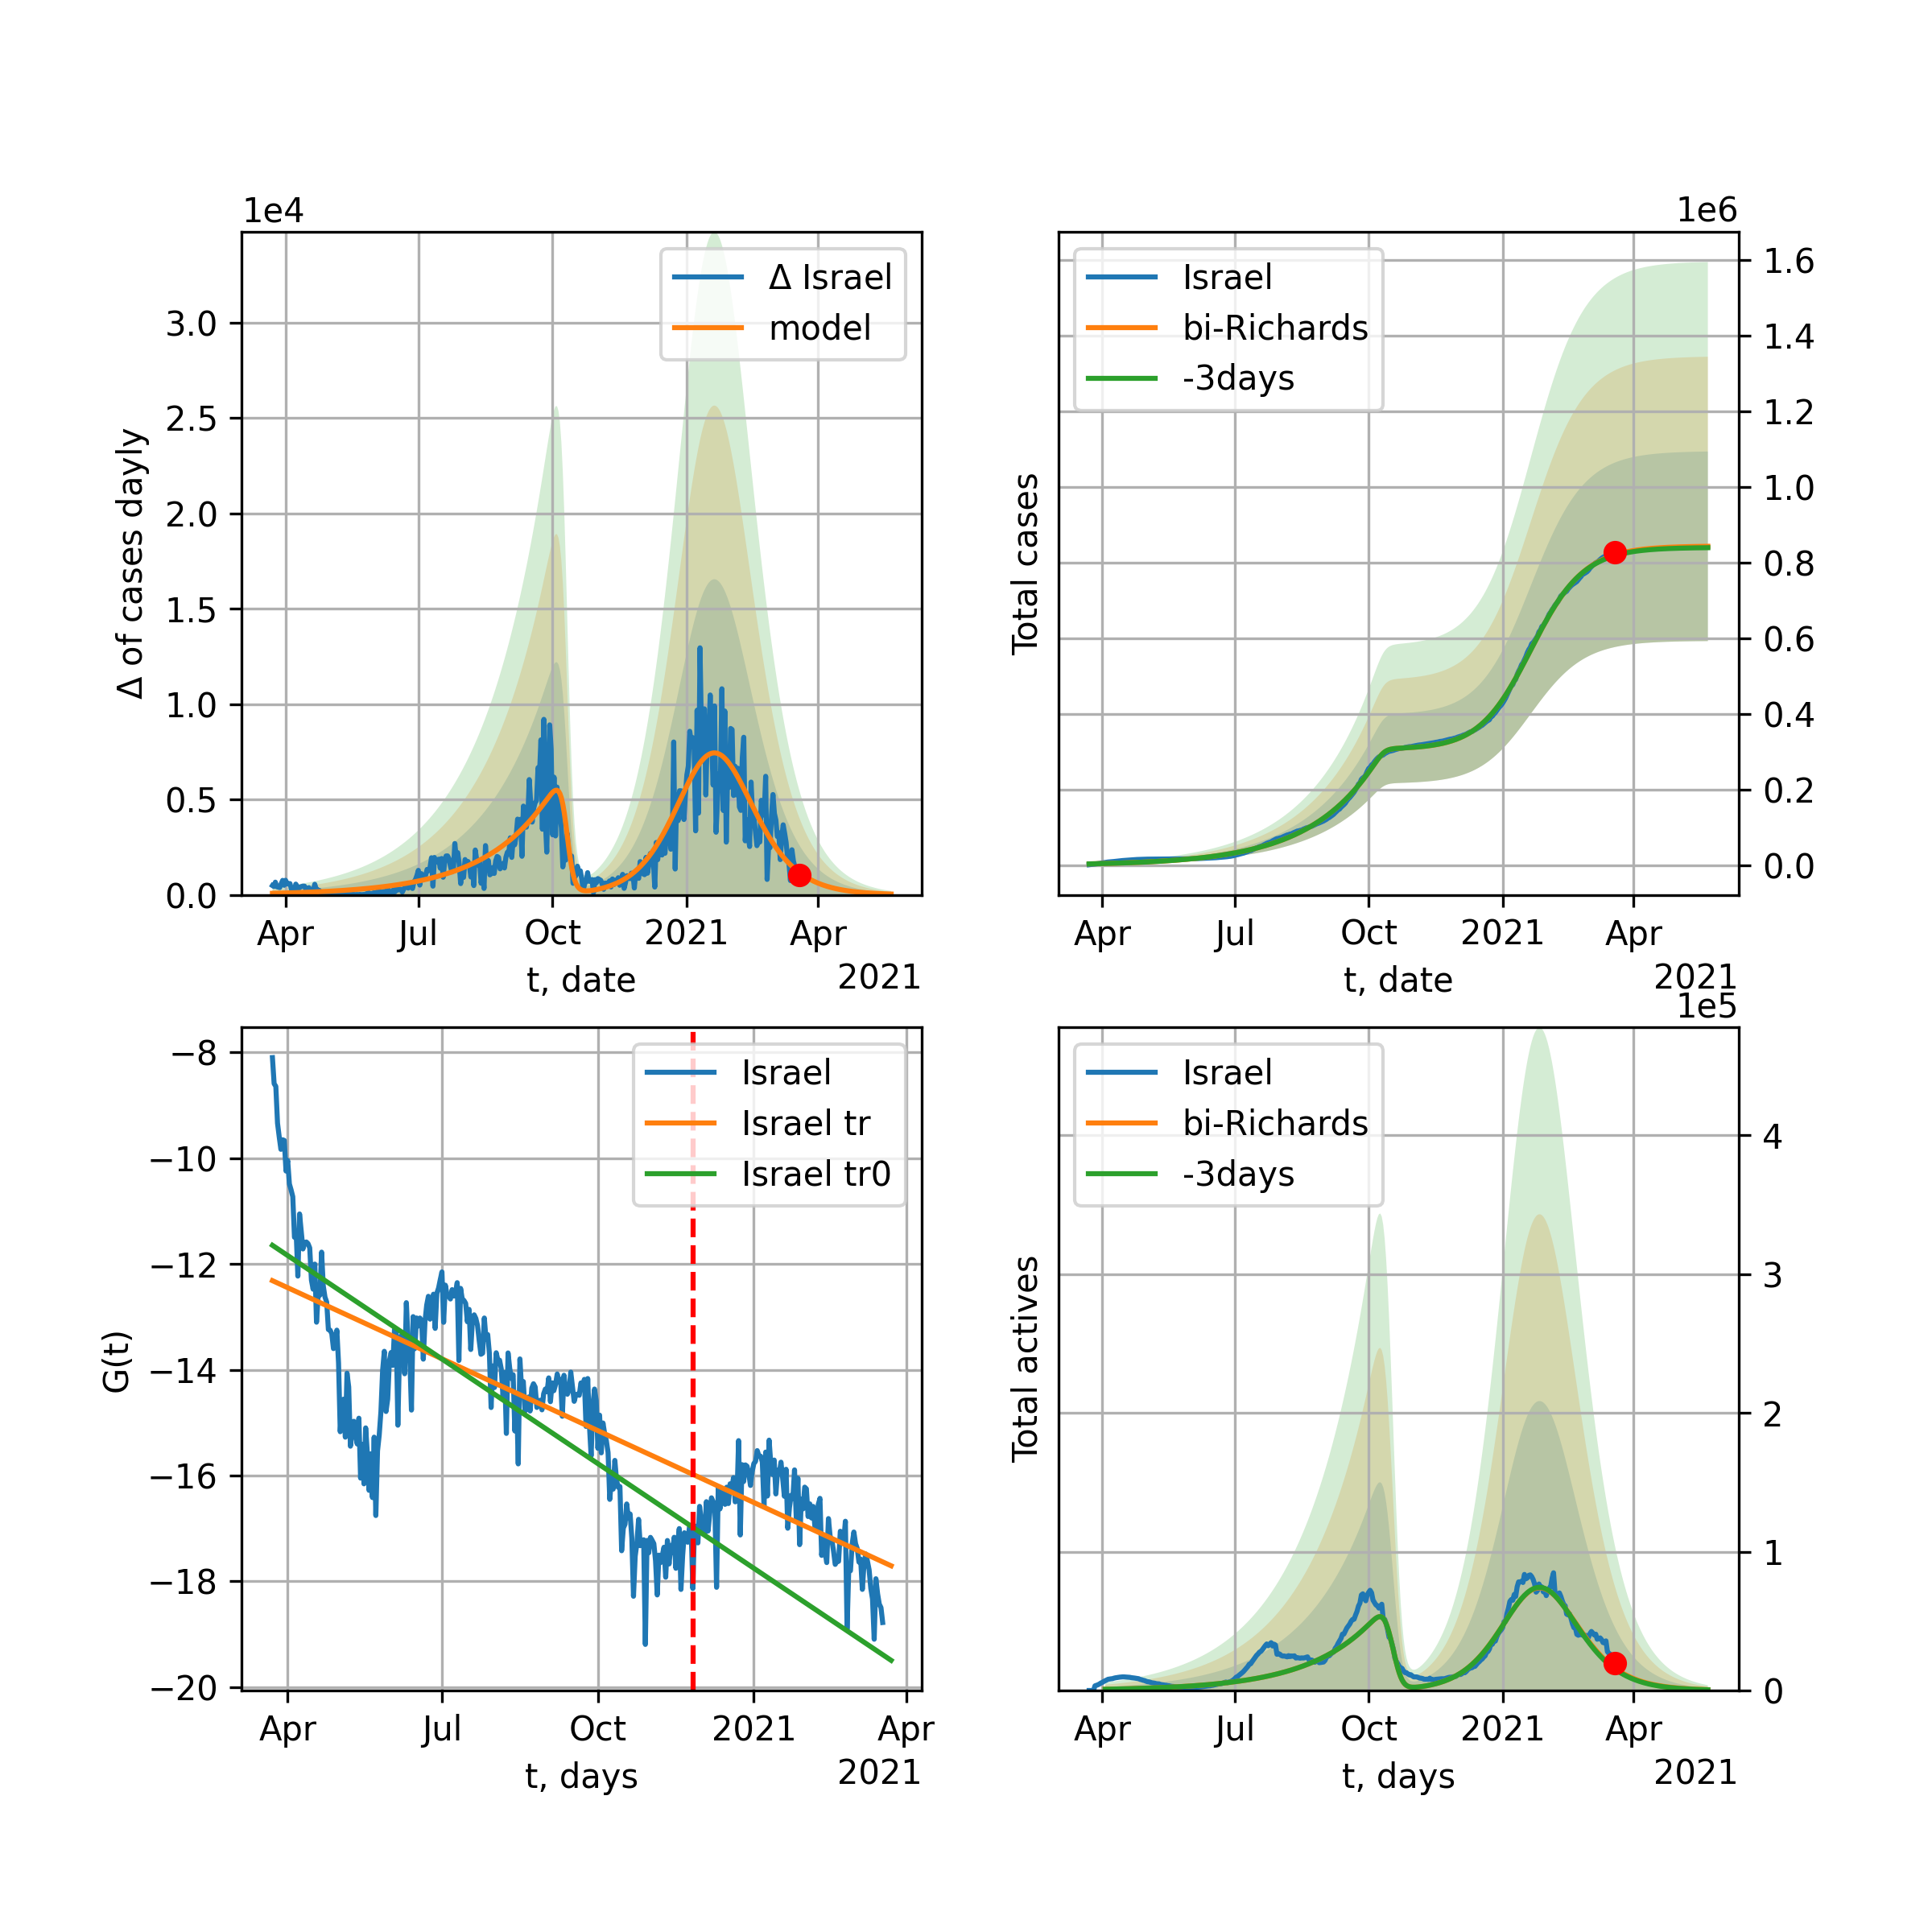 1e4
Δ of cases dayly
3.0
2.5
2.0
1.5
1.0
0.5
0.0
Δ Israel
model
Apr
Jul
Oct
2021
Apr
t, date
2021
1e6
Total cases
Israel
bi-Richards
-3days
1.6
1.4
1.2
1.0
0.8
0.6
0.4
0.2
0.0
Apr
Jul
Oct
2021
Apr
t, date
2021
G(t)
−8
−10
−12
−14
−16
−18
−20
Israel
Israel tr
Israel tr0
Apr
Jul
Oct
2021
Apr
t, days
2021
1e5
Total actives
Israel
bi-Richards
-3days
4
3
2
1
0
Apr
Jul
Oct
2021
Apr
t, days
2021